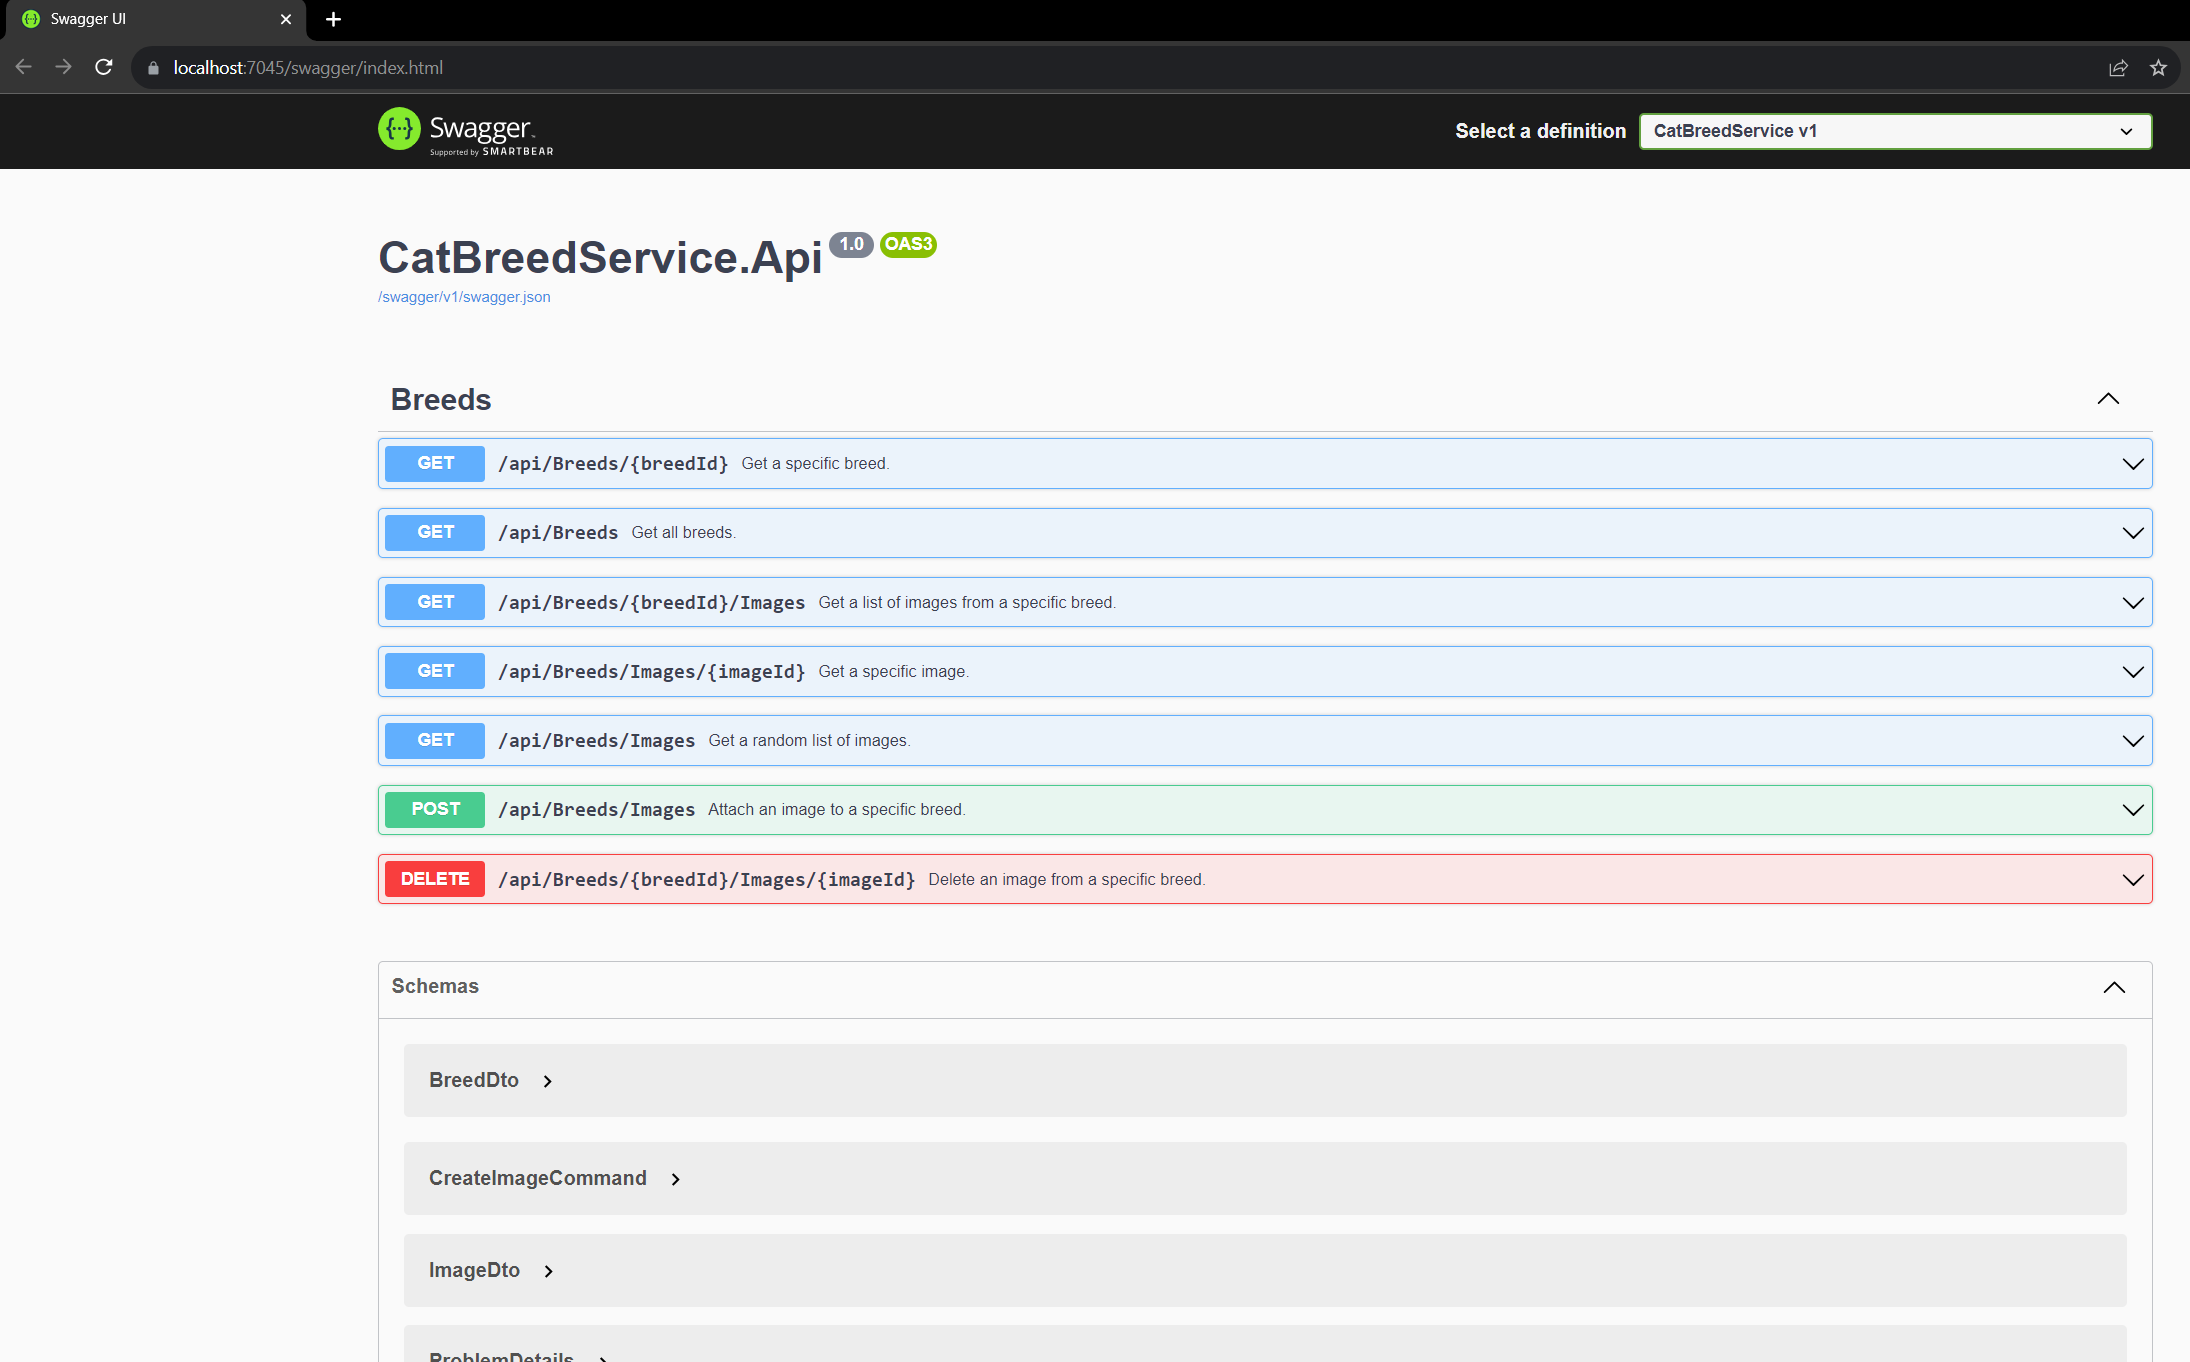 Swagger UI
localhost:7045/swagger/index.html
Swagger
Supported by SMARTBEAR
Select a definition
CatBreedService v1
CatBreedService.Api 1.0 OAS3
/swagger/v1/swagger.json
Breeds
GET /api/Breeds/{breedId} Get a specific breed.
GET /api/Breeds Get all breeds.
GET /api/Breeds/{breedId}/Images Get a list of images from a specific breed.
GET /api/Breeds/Images/{imageId} Get a specific image.
GET /api/Breeds/Images Get a random list of images.
POST /api/Breeds/Images Attach an image to a specific breed.
DELETE /api/Breeds/{breedId}/Images/{imageId} Delete an image from a specific breed.
Schemas
BreedDto
CreateImageCommand
ImageDto
ProblemDetails